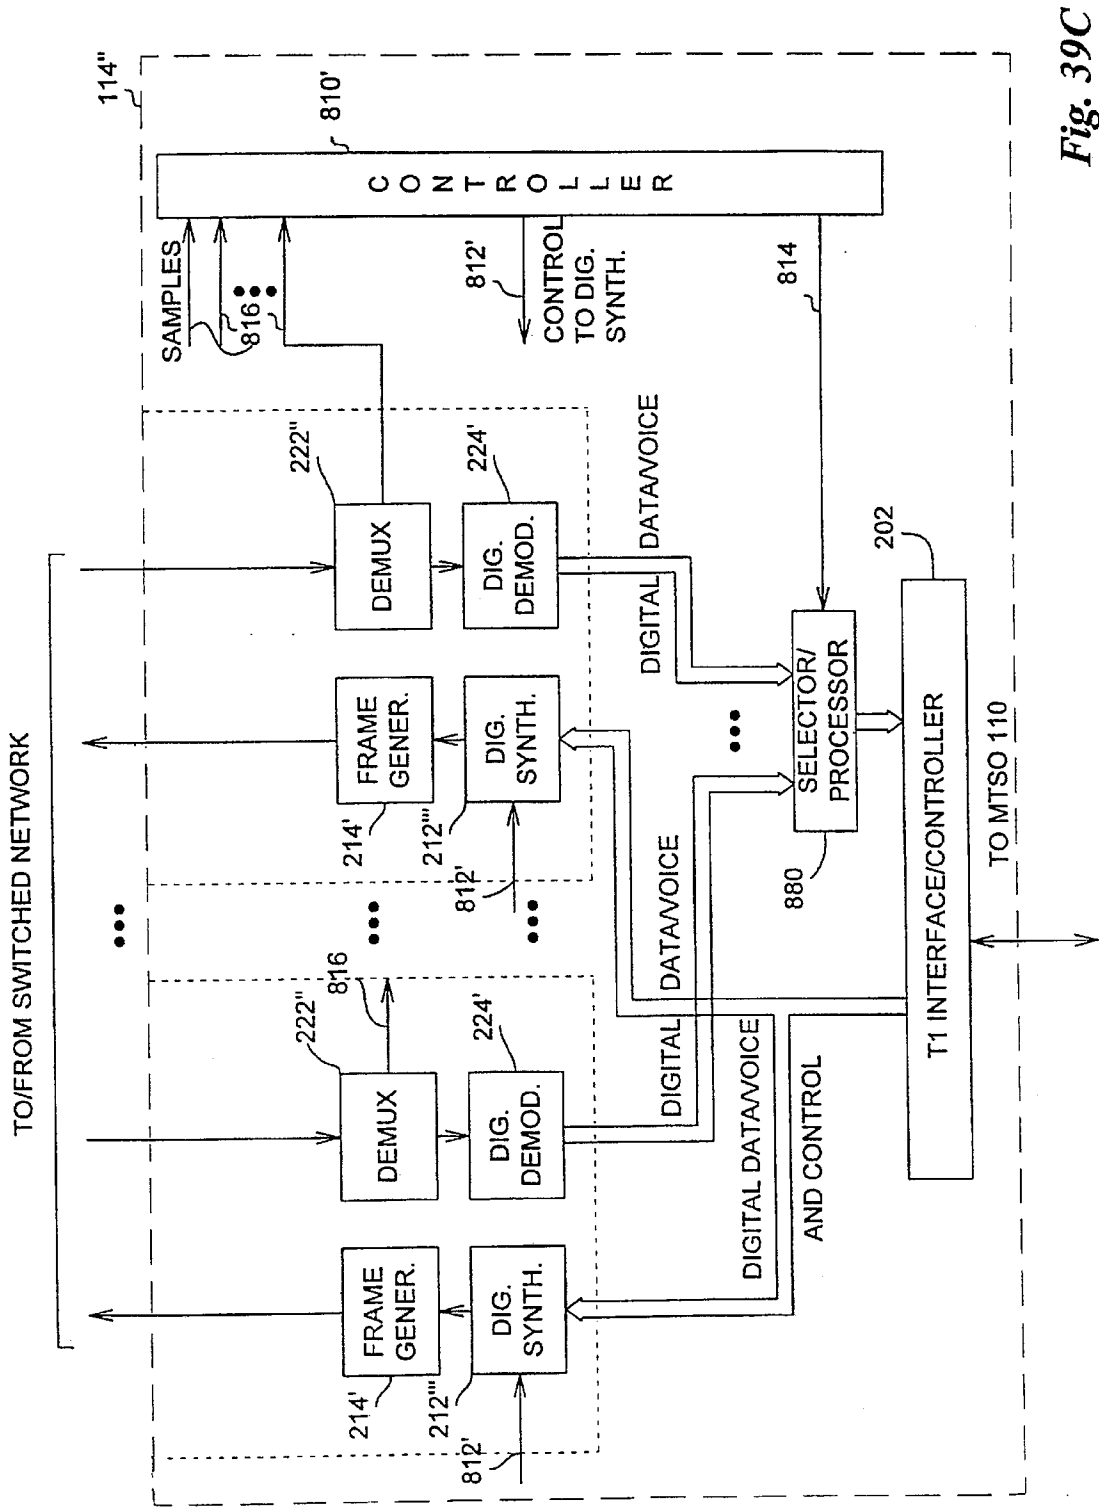 TO/FROM SWITCHED NETWORK
114"
FRAME
GENER.
214'
DEMUX
222"
816
FRAME
GENER.
214'
DEMUX
222"
SAMPLES
816
CONTROLLER
810'
DIG.
SYNTH.
212'''
812'
DIG.
DEMOD.
224'
DIG.
SYNTH.
212'''
812'
DIG.
DEMOD.
224'
812'
CONTROL
TO DIG.
SYNTH.
DIGITAL DATA/VOICE
AND CONTROL
DIGITAL DATA/VOICE
DIGITAL DATA/VOICE
814
SELECTOR/
PROCESSOR
880
T1 INTERFACE/CONTROLLER
202
TO MTSO 110
Fig. 39C